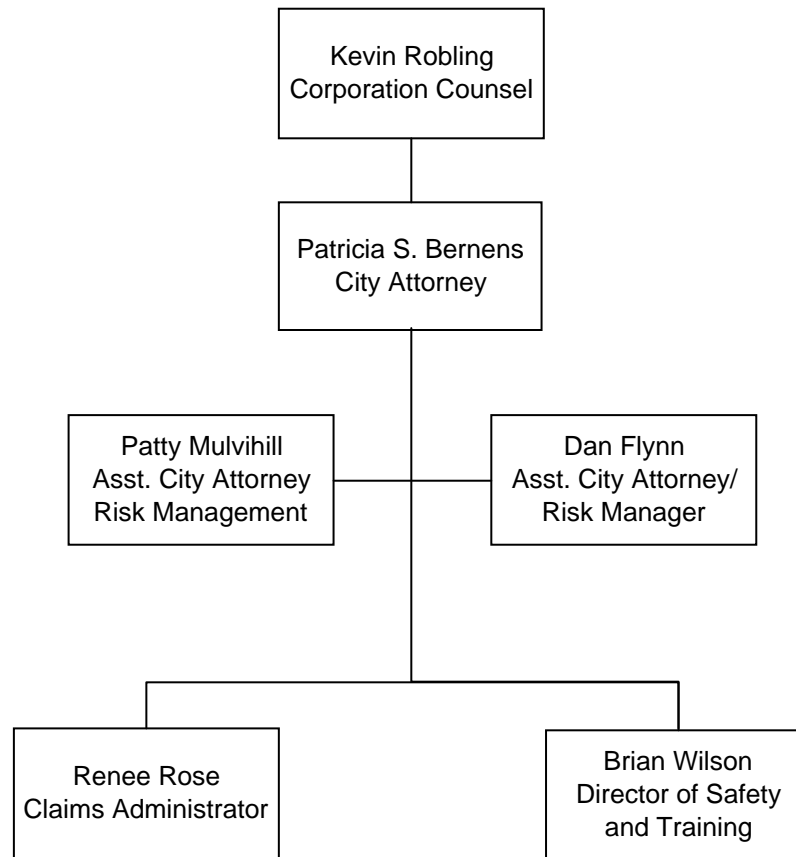 Kevin Robling
Corporation Counsel
Patricia S. Bernens
City Attorney
Patty Mulvihill
Asst. City Attorney
Risk Management
Dan Flynn
Asst. City Attorney/
Risk Manager
Renee Rose
Claims Administrator
Brian Wilson
Director of Safety
and Training